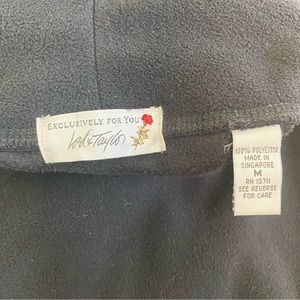 EXCLUSIVELY FOR YOU
Lord & Taylor
100% POLYESTER
MADE IN
SINGAPORE
M
RN 13711
SEE REVERSE
FOR CARE